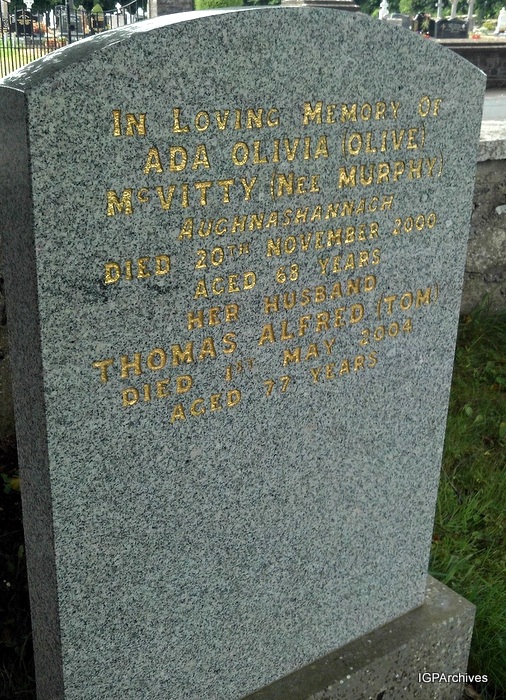 In Loving Memory Of
ADA OLIVIA (OLIVE)
McVITTY (Nee MURPHY)
AUGHNASHANNAGH
DIED 20TH NOVEMBER 2000
AGED 68 YEARS
HER HUSBAND
THOMAS ALFRED (TOM)
DIED 1ST MAY 2004
AGED 77 YEARS
IGPArchives